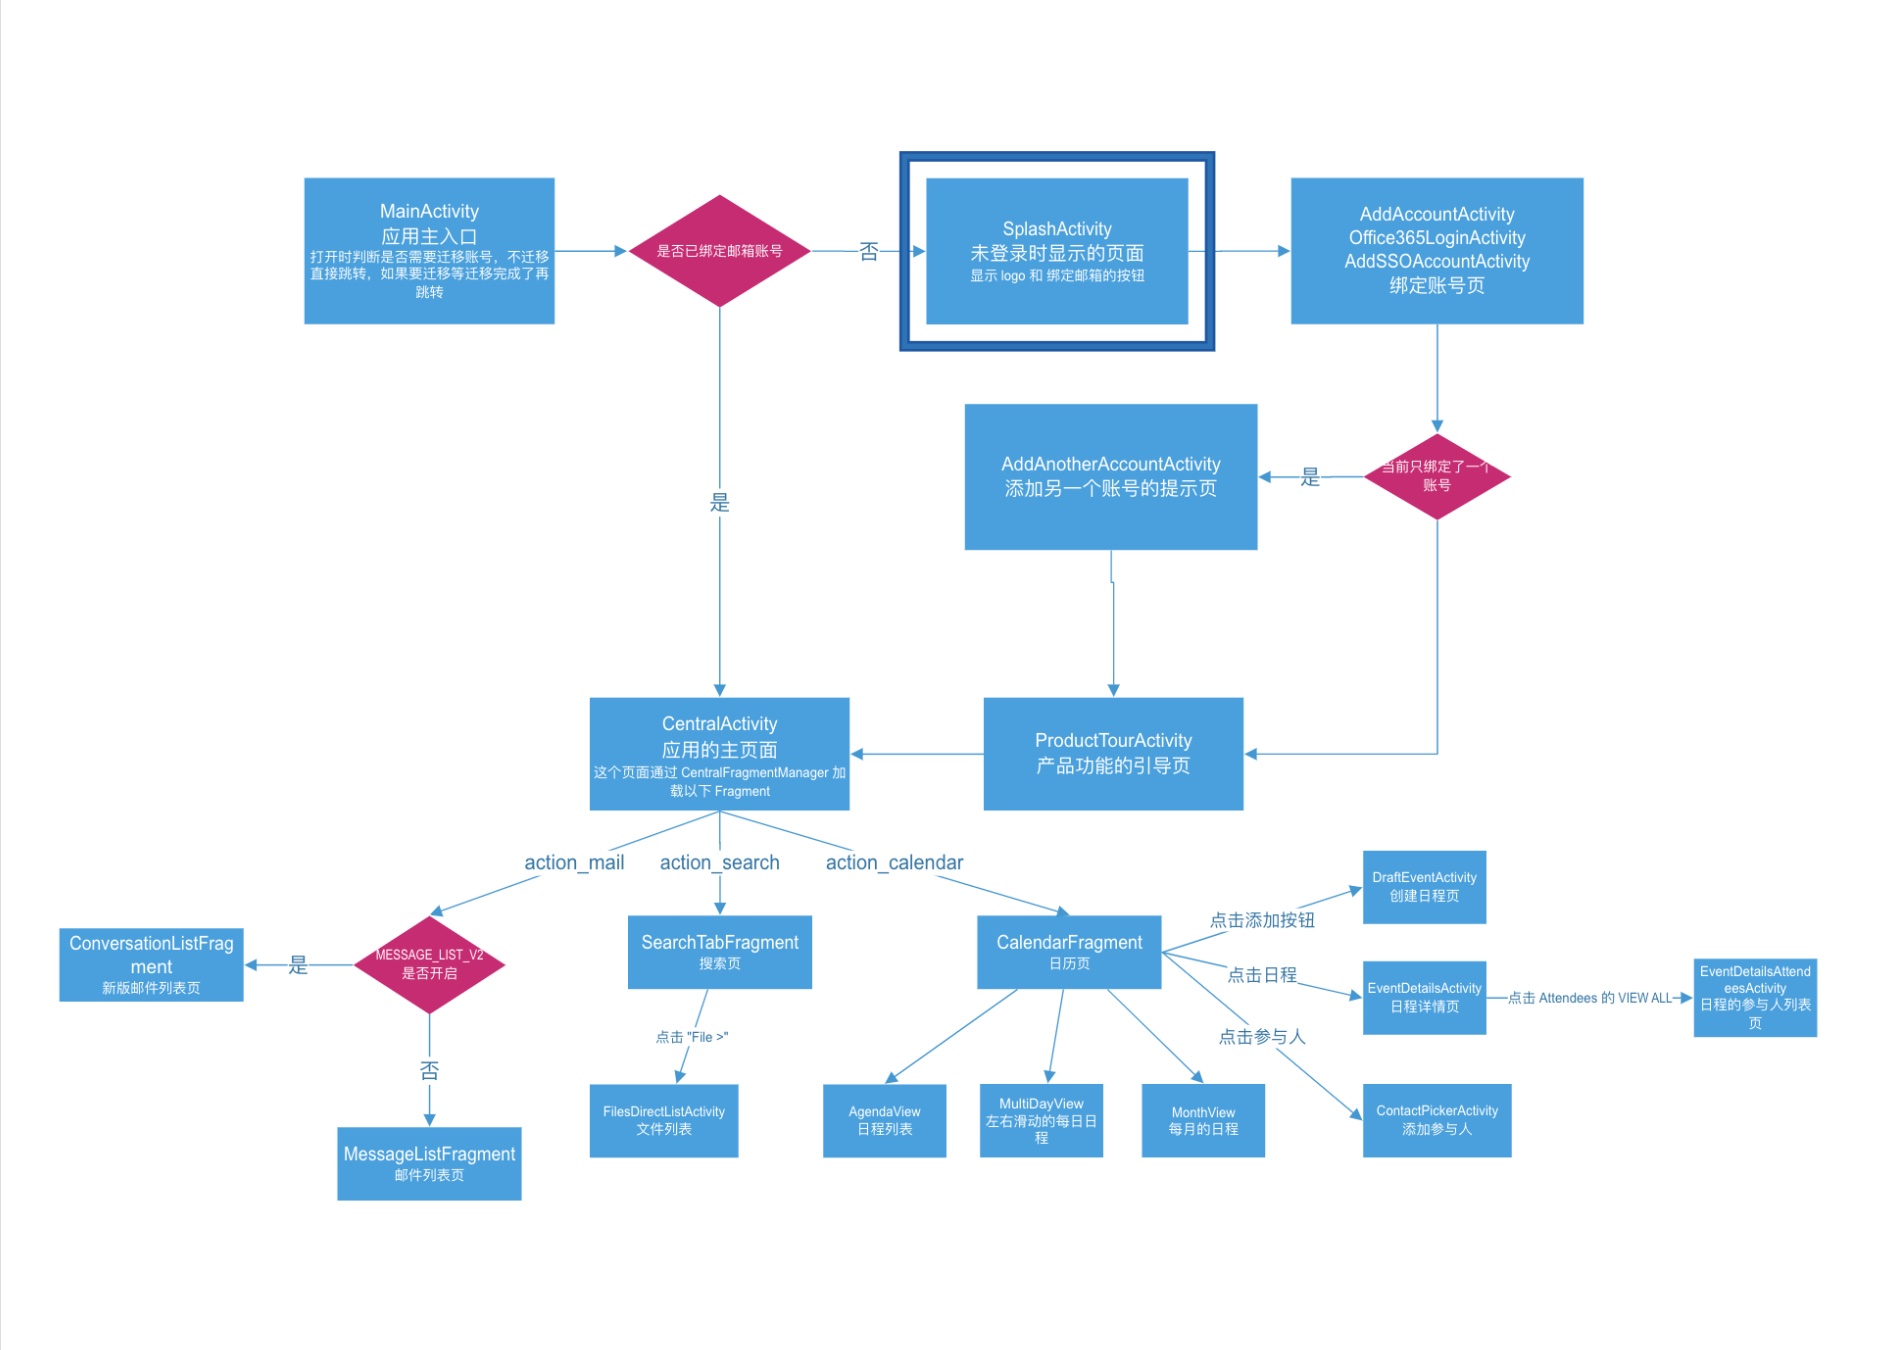 MainActivity
应用主入口
打开时判断是否需要迁移账号，不迁移
直接跳转，如果要迁移等迁移完成了再
跳转
是否已绑定邮箱账号
否
SplashActivity
未登录时显示的页面
显示 logo 和 绑定邮箱的按钮
AddAccountActivity
Office365LoginActivity
AddSSOAccountActivity
绑定账号页
当前只绑定了一个
账号
是
AddAnotherAccountActivity
添加另一个账号的提示页
是
CentralActivity
应用的主页面
这个页面通过 CentralFragmentManager 加
载以下 Fragment
ProductTourActivity
产品功能的引导页
action_mail
action_search
action_calendar
ConversationListFrag
ment
新版邮件列表页
是
MESSAGE_LIST_V2
是否开启
否
MessageListFragment
邮件列表页
SearchTabFragment
搜索页
点击 "File >"
FilesDirectListActivity
文件列表
CalendarFragment
日历页
AgendaView
日程列表
MultiDayView
左右滑动的每日日
程
MonthView
每月的日程
点击添加按钮
DraftEventActivity
创建日程页
点击日程
EventDetailsActivity
日程详情页
点击 Attendees 的 VIEW ALL
EventDetailsAttend
eesActivity
日程的参与人列表
页
点击参与人
ContactPickerActivity
添加参与人